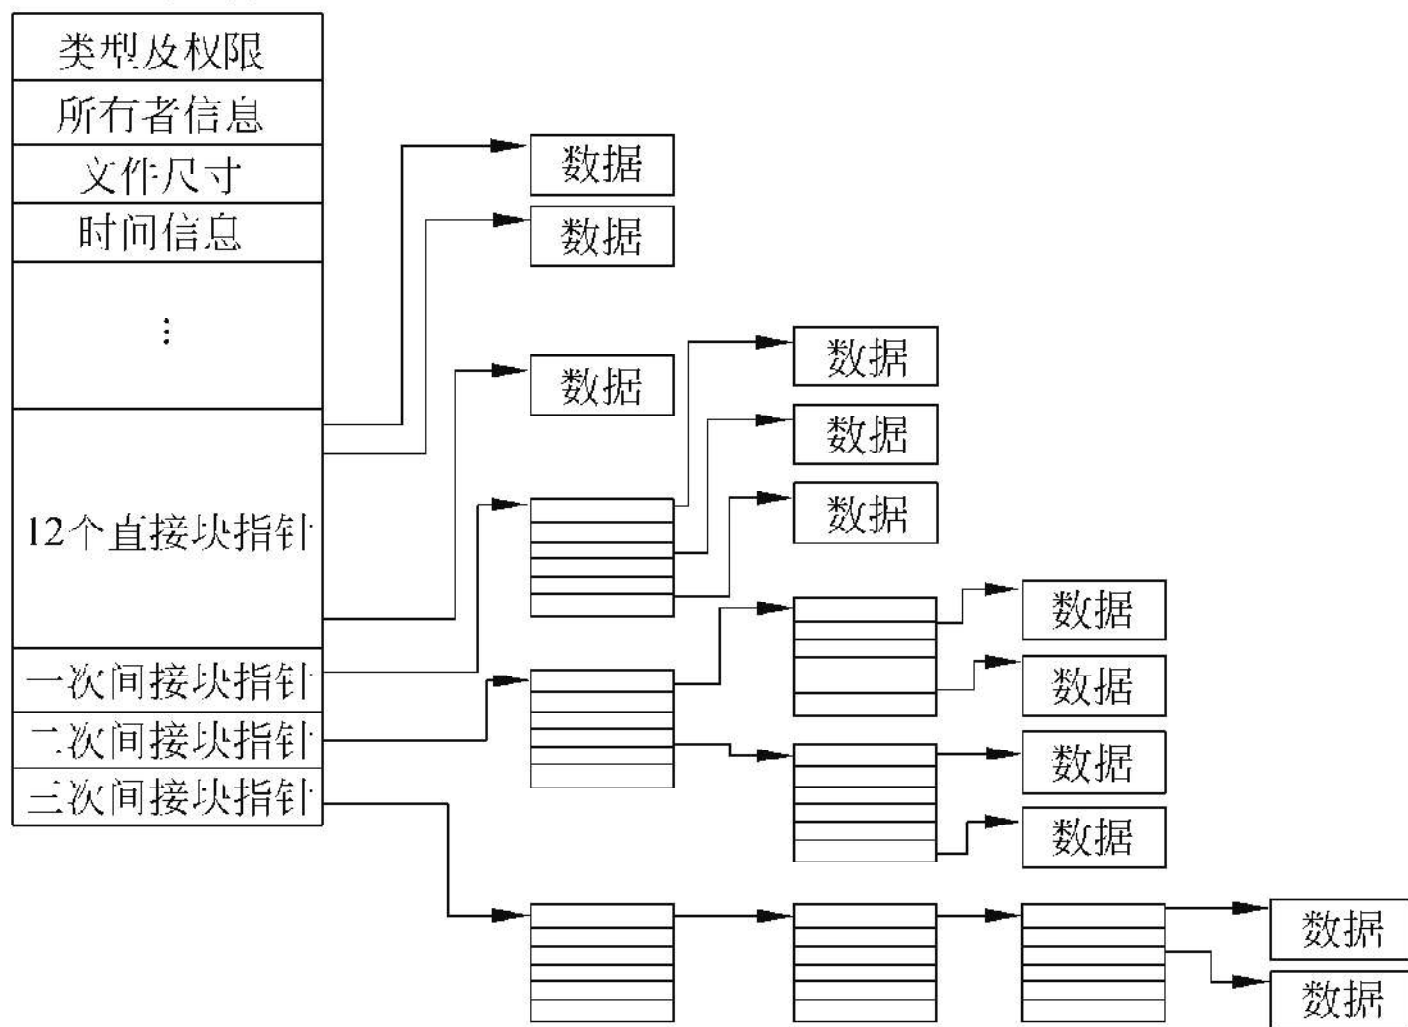 类型及权限
所有者信息
文件尺寸
时间信息
⋮
12个直接块指针
一次间接块指针
二次间接块指针
三次间接块指针
数据
数据
数据
数据
数据
数据
数据
数据
数据
数据
数据
数据